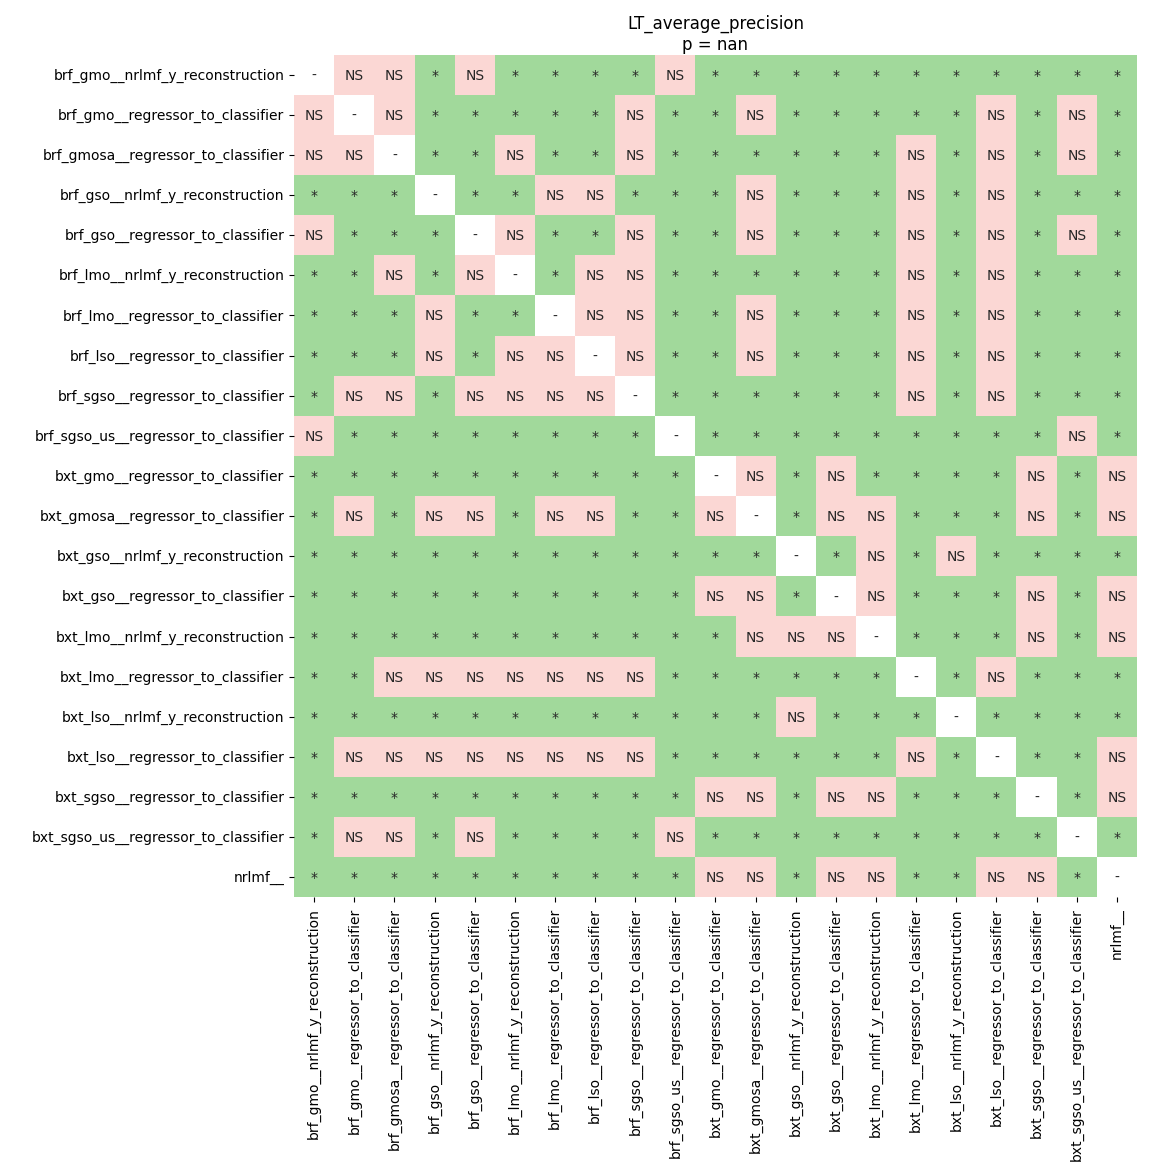 LT_average_precision
p = nan
brf_gmo__nrlmf_y_reconstruction - NS NS * NS * * * * NS * * * * * * * * * * *
brf_gmo__regressor_to_classifier NS - NS * * * * * NS * * NS * * * * * NS * NS *
brf_gmosa__regressor_to_classifier NS NS - * * NS * * NS * * * * * * NS * NS * NS *
brf_gso__nrlmf_y_reconstruction * * * - * * NS NS * * * NS * * * NS * NS * * *
brf_gso__regressor_to_classifier NS * * * - NS * * NS * * NS * * * NS * NS * NS *
brf_lmo__nrlmf_y_reconstruction * * NS * NS - * NS NS * * * * * * NS * NS * * *
brf_lmo__regressor_to_classifier * * * NS * * - NS NS * * NS * * * NS * NS * * *
brf_lso__regressor_to_classifier * * * NS * NS NS - NS * * NS * * * NS * NS * * *
brf_sgso__regressor_to_classifier * NS NS * NS NS NS NS - * * * * * * NS * NS * * *
brf_sgso_us__regressor_to_classifier NS * * * * * * * * - * * * * * * * * * NS *
bxt_gmo__regressor_to_classifier * * * * * * * * * * - NS * NS * * * * NS * NS
bxt_gmosa__regressor_to_classifier * NS * NS NS * NS NS * * NS - * NS NS * * * NS * NS
bxt_gso__nrlmf_y_reconstruction * * * * * * * * * * * * - * NS * NS * * * *
bxt_gso__regressor_to_classifier * * * * * * * * * * NS NS * - NS * * * NS * NS
bxt_lmo__nrlmf_y_reconstruction * * * * * * * * * * * NS NS NS - * * * NS * NS
bxt_lmo__regressor_to_classifier * * NS NS NS NS NS NS NS * * * * * * - * NS * * *
bxt_lso__nrlmf_y_reconstruction * * * * * * * * * * * * NS * * * - * * * *
bxt_lso__regressor_to_classifier * NS NS NS NS NS NS NS NS * * * * * * NS * - * * NS
bxt_sgso__regressor_to_classifier * * * * * * * * * * NS NS * NS NS * * * - * NS
bxt_sgso_us__regressor_to_classifier * NS NS * NS * * * * NS * * * * * * * * * - *
nrlmf__ * * * * * * * * * * NS NS * NS NS * * NS NS * -
brf_gmo__nrlmf_y_reconstruction
brf_gmo__regressor_to_classifier
brf_gmosa__regressor_to_classifier
brf_gso__nrlmf_y_reconstruction
brf_gso__regressor_to_classifier
brf_lmo__nrlmf_y_reconstruction
brf_lmo__regressor_to_classifier
brf_lso__regressor_to_classifier
brf_sgso__regressor_to_classifier
brf_sgso_us__regressor_to_classifier
bxt_gmo__regressor_to_classifier
bxt_gmosa__regressor_to_classifier
bxt_gso__nrlmf_y_reconstruction
bxt_gso__regressor_to_classifier
bxt_lmo__nrlmf_y_reconstruction
bxt_lmo__regressor_to_classifier
bxt_lso__nrlmf_y_reconstruction
bxt_lso__regressor_to_classifier
bxt_sgso__regressor_to_classifier
bxt_sgso_us__regressor_to_classifier
nrlmf__